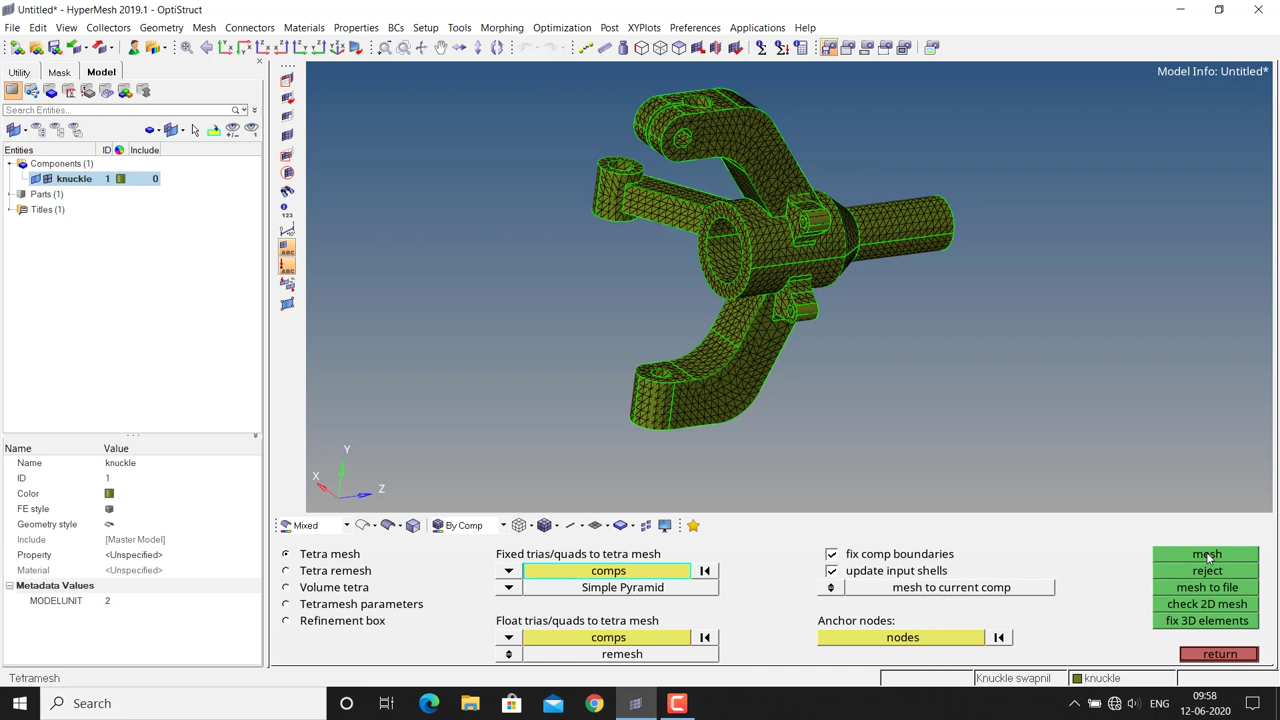 Untitled* - HyperMesh 2019.1 - OptiStruct
File Edit View Collectors Geometry Mesh Connectors Materials Properties BCs Setup Tools Morphing Optimization Post XYPlots Preferences Applications Help
Utility Mask Model
Model Info: Untitled*
Search Entities...
Entities ID Include
Components (1)
knuckle 1 0
Parts (1)
Titles (1)
123
ABC
ABC
Name Value
Name knuckle
ID 1
Color
FE style
Geometry style
Include [Master Model]
Property <Unspecified>
Material <Unspecified>
Metadata Values
MODELUNIT 2
Y
X
Z
Mixed By Comp
Tetra mesh Fixed trias/quads to tetra mesh fix comp boundaries mesh
Tetra remesh comps update input shells reject
Volume tetra Simple Pyramid mesh to current comp mesh to file
Tetramesh parameters check 2D mesh
Refinement box Float trias/quads to tetra mesh Anchor nodes: fix 3D elements
comps nodes
remesh return
Tetramesh Knuckle swapnil knuckle
Search ENG 09:58
12-06-2020